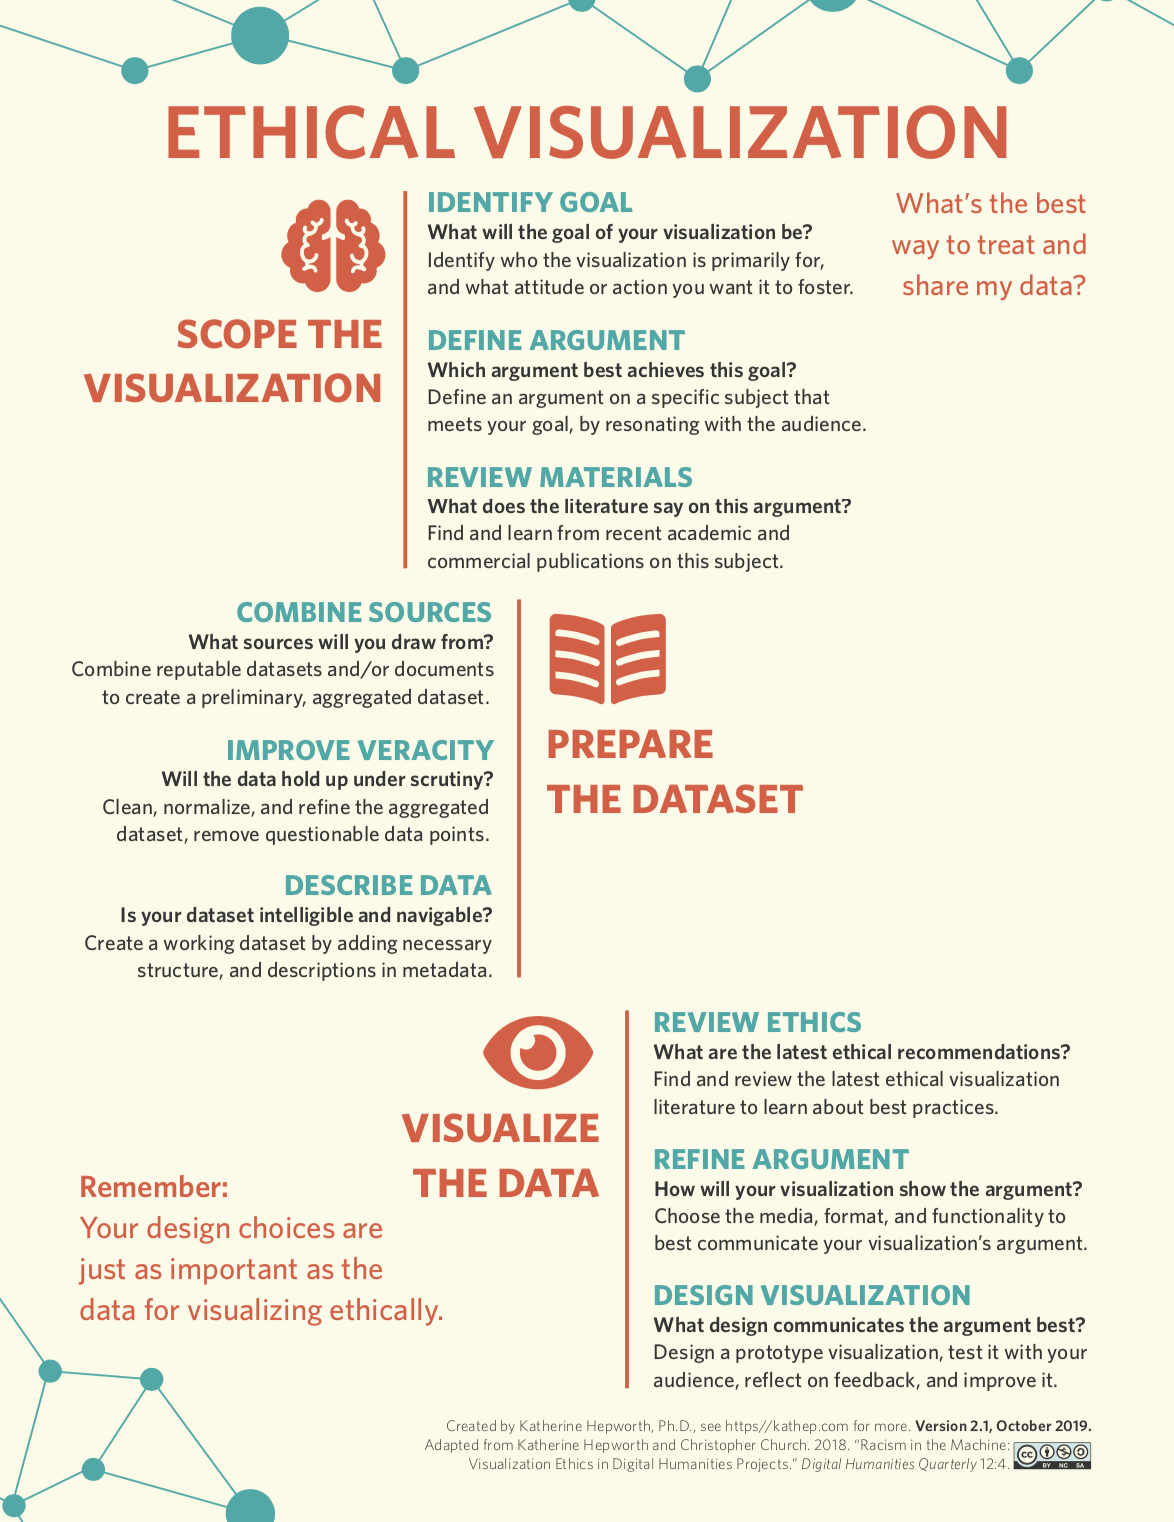 ETHICAL VISUALIZATION
What's the best
way to treat and
share my data?
SCOPE THE
VISUALIZATION
IDENTIFY GOAL
What will the goal of your visualization be?
Identify who the visualization is primarily for,
and what attitude or action you want it to foster.
DEFINE ARGUMENT
Which argument best achieves this goal?
Define an argument on a specific subject that
meets your goal, by resonating with the audience.
REVIEW MATERIALS
What does the literature say on this argument?
Find and learn from recent academic and
commercial publications on this subject.
PREPARE
THE DATASET
COMBINE SOURCES
What sources will you draw from?
Combine reputable datasets and/or documents
to create a preliminary, aggregated dataset.
IMPROVE VERACITY
Will the data hold up under scrutiny?
Clean, normalize, and refine the aggregated
dataset, remove questionable data points.
DESCRIBE DATA
Is your dataset intelligible and navigable?
Create a working dataset by adding necessary
structure, and descriptions in metadata.
VISUALIZE
THE DATA
REVIEW ETHICS
What are the latest ethical recommendations?
Find and review the latest ethical visualization
literature to learn about best practices.
REFINE ARGUMENT
How will your visualization show the argument?
Choose the media, format, and functionality to
best communicate your visualization's argument.
DESIGN VISUALIZATION
What design communicates the argument best?
Design a prototype visualization, test it with your
audience, reflect on feedback, and improve it.
Remember:
Your design choices are
just as important as the
data for visualizing ethically.
Created by Katherine Hepworth, Ph.D., see https//kathep.com for more. Version 2.1, October 2019.
Adapted from Katherine Hepworth and Christopher Church. 2018. “Racism in the Machine:
Visualization Ethics in Digital Humanities Projects.” Digital Humanities Quarterly 12:4.
cc BY NC SA